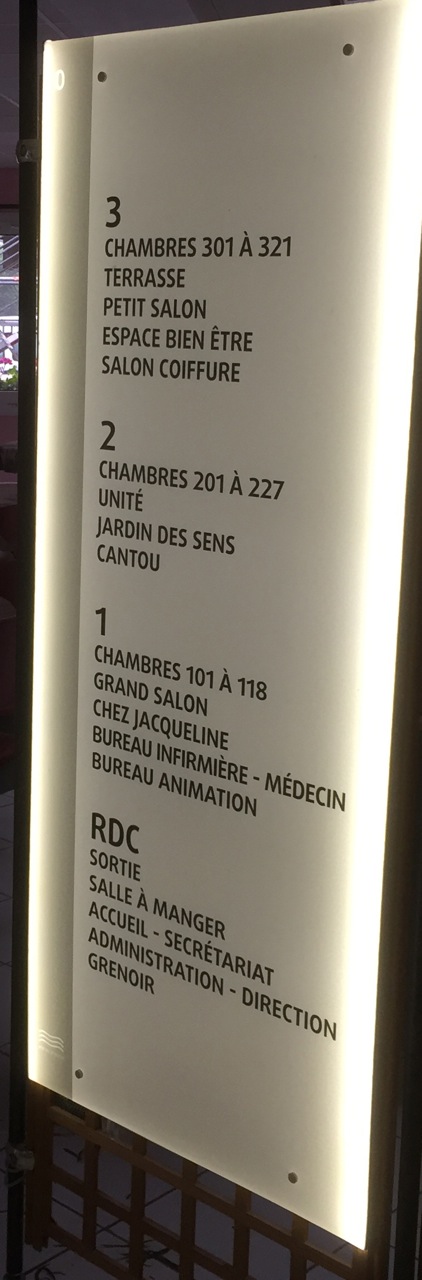 0
3
CHAMBRES 301 À 321
TERRASSE
PETIT SALON
ESPACE BIEN ÊTRE
SALON COIFFURE
2
CHAMBRES 201 À 227
UNITÉ
JARDIN DES SENS
CANTOU
1
CHAMBRES 101 À 118
GRAND SALON
CHEZ JACQUELINE
BUREAU INFIRMIÈRE - MÉDECIN
BUREAU ANIMATION
RDC
SORTIE
SALLE À MANGER
ACCUEIL - SECRÉTARIAT
ADMINISTRATION - DIRECTION
GRENOIR